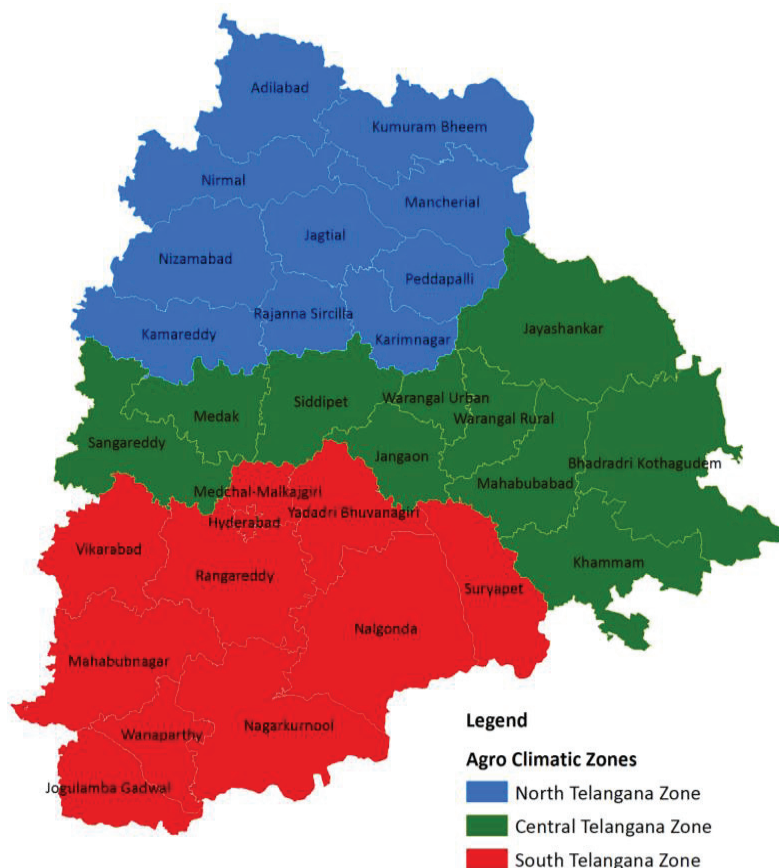 Adilabad
Kumuram Bheem
Nirmal
Mancherial
Jagtial
Nizamabad
Peddapalli
Rajanna Sircilla
Kamareddy
Karimnagar
Jayashankar
Siddipet
Warangal Urban
Medak
Warangal Rural
Sangareddy
Jangaon
Bhadradri Kothagudem
Mahabubabad
Medchal-Malkajgiri
Yadadri Bhuvanagiri
Hyderabad
Vikarabad
Khammam
Rangareddy
Suryapet
Nalgonda
Mahabubnagar
Nagarkurnool
Wanaparthy
Jogulamba Gadwal
Legend
Agro Climatic Zones
North Telangana Zone
Central Telangana Zone
South Telangana Zone